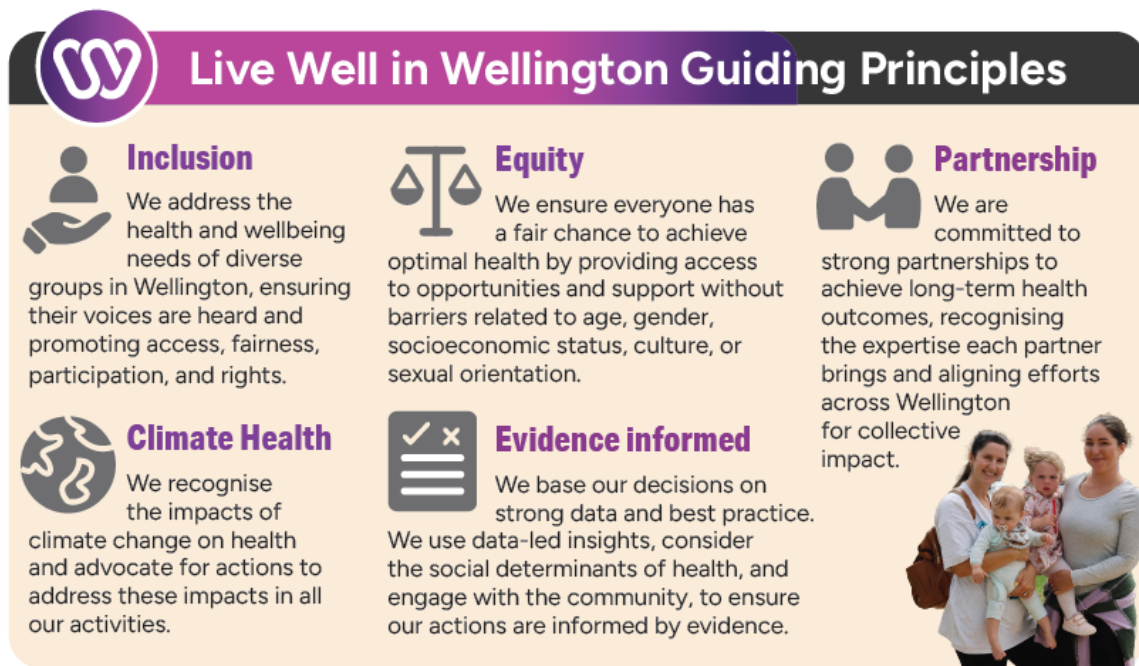 Live Well in Wellington Guiding Principles
Inclusion
We address the
health and wellbeing
needs of diverse
groups in Wellington, ensuring
their voices are heard and
promoting access, fairness,
participation, and rights.
Equity
We ensure everyone has
a fair chance to achieve
optimal health by providing access
to opportunities and support without
barriers related to age, gender,
socioeconomic status, culture, or
sexual orientation.
Partnership
We are
committed to
strong partnerships to
achieve long-term health
outcomes, recognising
the expertise each partner
brings and aligning efforts
across Wellington
for collective
impact.
Climate Health
We recognise
the impacts of
climate change on health
and advocate for actions to
address these impacts in all
our activities.
Evidence informed
We base our decisions on
strong data and best practice.
We use data-led insights, consider
the social determinants of health, and
engage with the community, to ensure
our actions are informed by evidence.